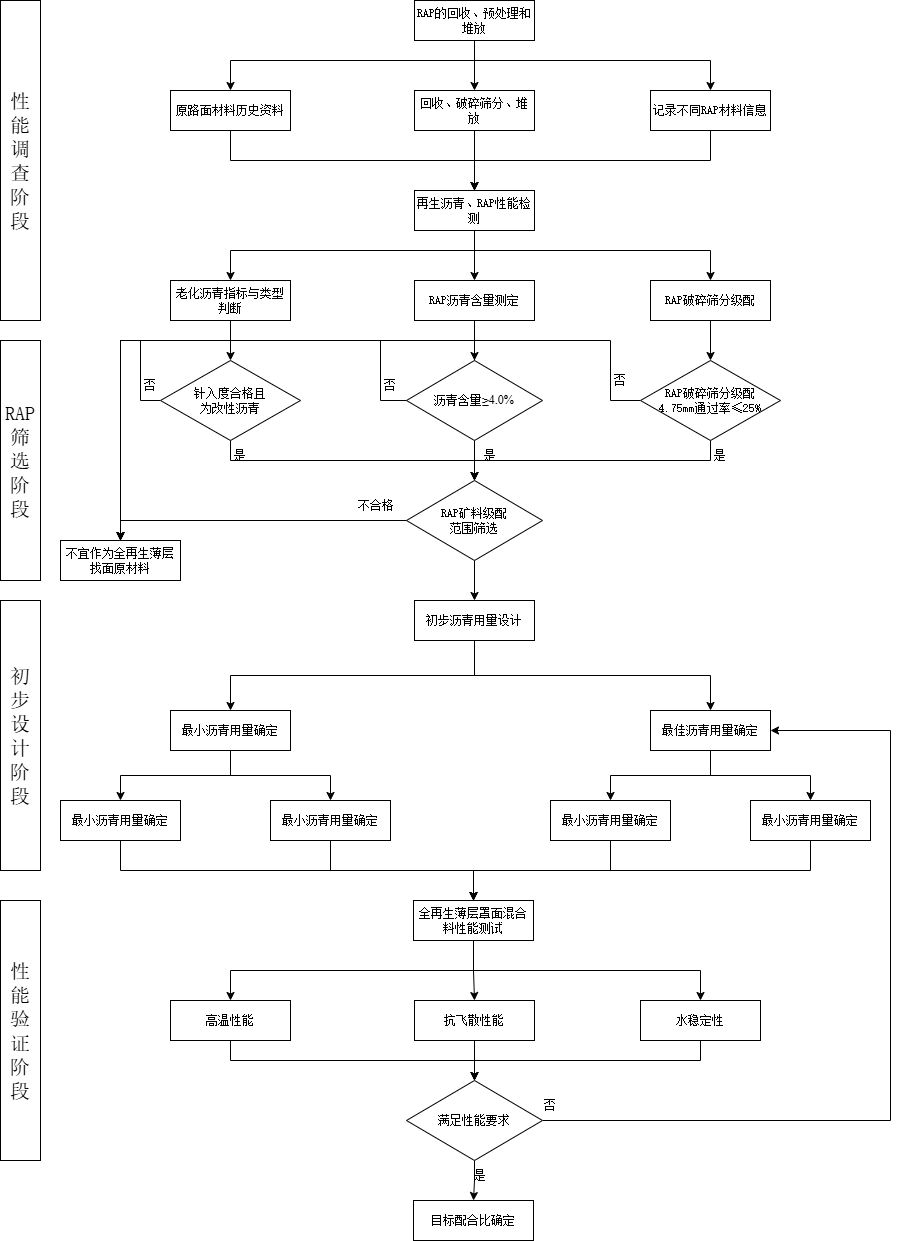 性能调查阶段
RAP的回收、预处理和
堆放
原路面材料历史资料
回收、破碎筛分、堆
放
记录不同RAP材料信息
再生沥青、RAP性能检
测
老化沥青指标与类型
判断
RAP沥青含量测定
RAP破碎筛分级配
RAP
筛选阶段
否
针入度合格且
为改性沥青
否
沥青含量≥4.0%
否
RAP破碎筛分级配
4.75mm通过率≤25%
是
是
是
不合格
RAP矿料级配
范围筛选
不宜作为全再生薄层
找面原材料
初步设计阶段
初步沥青用量设计
最小沥青用量确定
最佳沥青用量确定
最小沥青用量确定
最小沥青用量确定
最小沥青用量确定
最小沥青用量确定
性能验证阶段
全再生薄层罩面混合
料性能测试
高温性能
抗飞散性能
水稳定性
满足性能要求
否
是
目标配合比确定